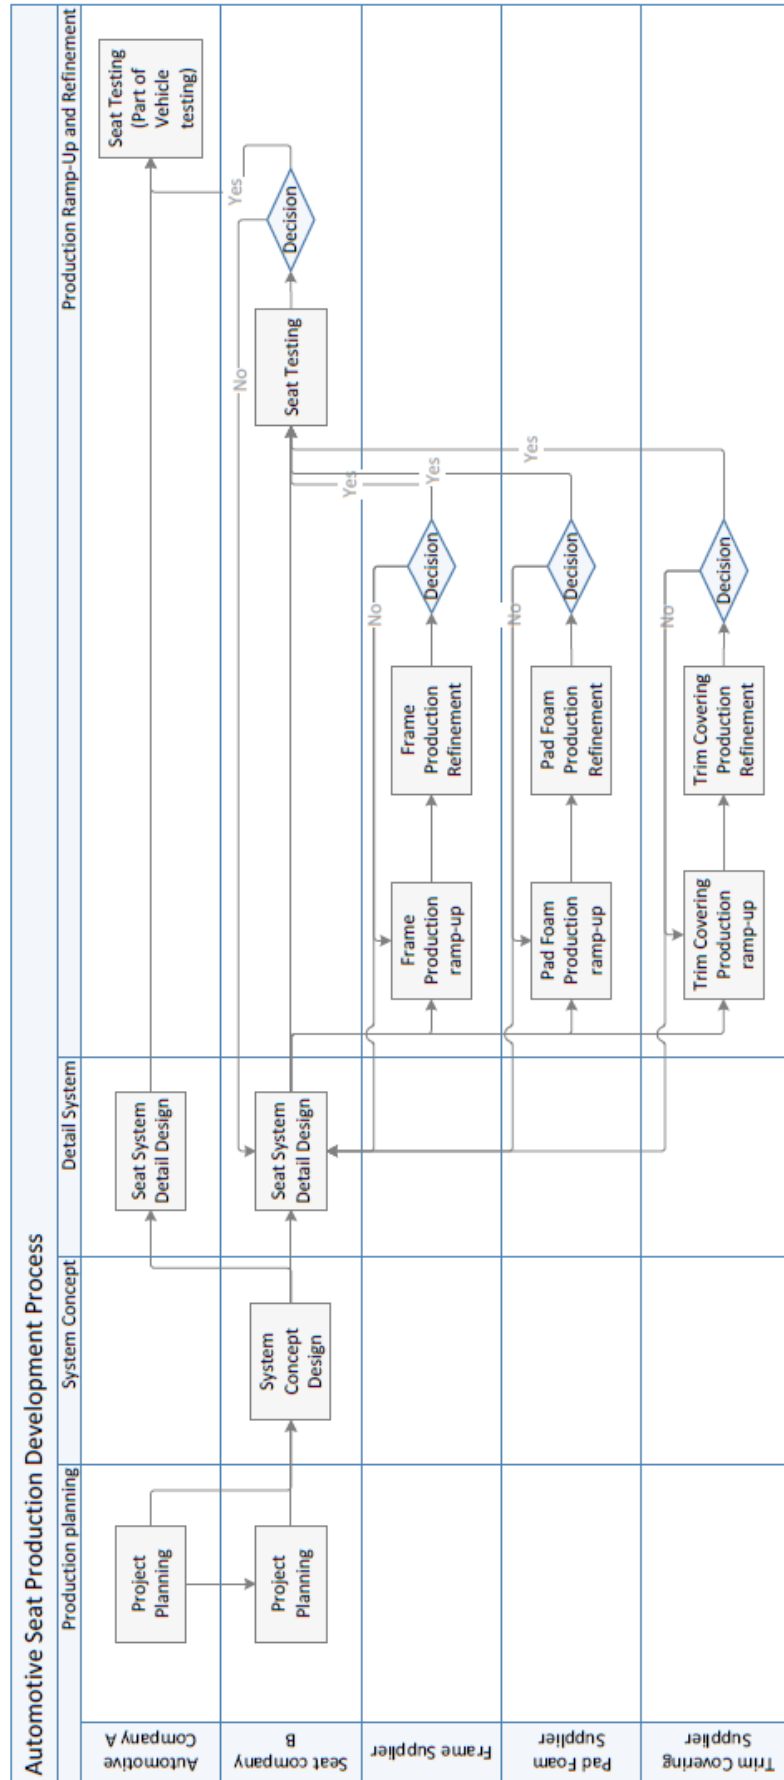 Automotive Seat Production Development Process
Production planning
System Concept
Detail System
Production Ramp-Up and Refinement
Automotive
Company A
Project
Planning
Seat System
Detail Design
Seat Testing
(Part of
Vehicle
testing)
Seat company
B
Project
Planning
System
Concept
Design
Seat System
Detail Design
Seat Testing
Decision
No
Yes
Frame Supplier
Frame
Production
ramp-up
Frame
Production
Refinement
Decision
No
Yes
Yes
Pad Foam
Supplier
Pad Foam
Production
ramp-up
Pad Foam
Production
Refinement
Decision
No
Yes
Trim Covering
Supplier
Trim Covering
Production
ramp-up
Trim Covering
Production
Refinement
Decision
No